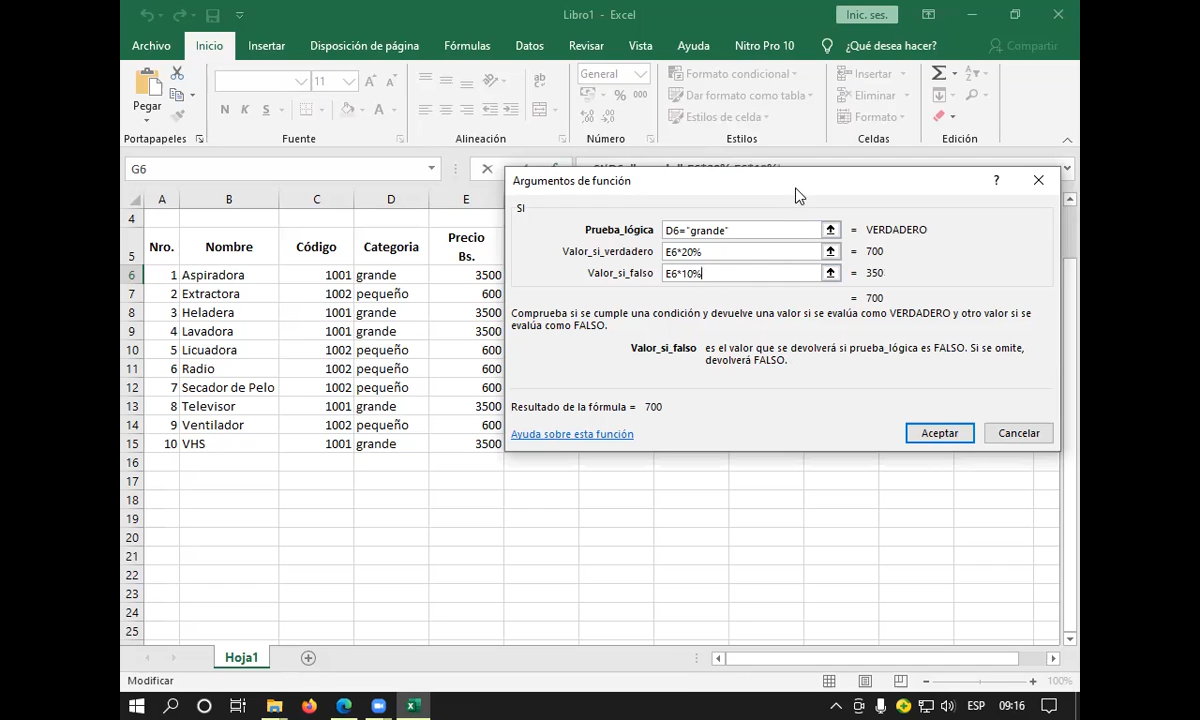 Libro1 - Excel
Inic. ses.
Archivo Inicio Insertar Disposición de página Fórmulas Datos Revisar Vista Ayuda Nitro Pro 10 ¿Qué desea hacer? Compartir
Pegar
N K S
11
ab
General
% 000
Formato condicional
Dar formato como tabla
Estilos de celda
Insertar
Eliminar
Formato
Portapapeles Fuente Alineación Número Estilos Celdas Edición
G6
Argumentos de función ?
SI
Prueba_lógica D6="grande" = VERDADERO
Valor_si_verdadero E6*20% = 700
Valor_si_falso E6*10% = 350
= 700
Comprueba si se cumple una condición y devuelve una valor si se evalúa como VERDADERO y otro valor si se
evalúa como FALSO.
Valor_si_falso es el valor que se devolverá si prueba_lógica es FALSO. Si se omite,
devolverá FALSO.
Resultado de la fórmula = 700
Ayuda sobre esta función Aceptar Cancelar
A B C D E
4
5 Nro. Nombre Código Categoria Precio
Bs.
6 1 Aspiradora 1001 grande 3500
7 2 Extractora 1002 pequeño 600
8 3 Heladera 1001 grande 3500
9 4 Lavadora 1001 grande 3500
10 5 Licuadora 1002 pequeño 600
11 6 Radio 1002 pequeño 600
12 7 Secador de Pelo 1002 pequeño 600
13 8 Televisor 1001 grande 3500
14 9 Ventilador 1002 pequeño 600
15 10 VHS 1001 grande 3500
16
17
18
19
20
21
22
23
24
25
Hoja1
Modificar 100%
ESP 09:16